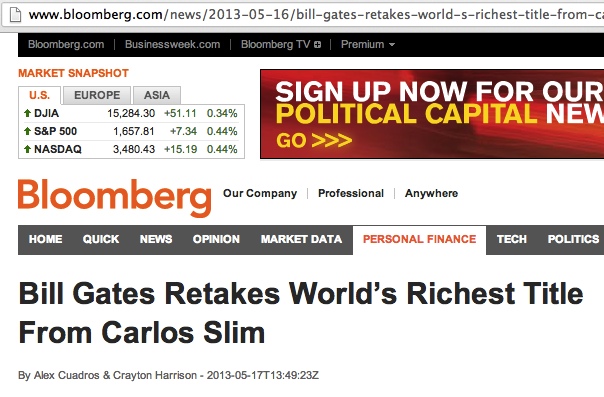 www.bloomberg.com/news/2013-05-16/bill-gates-retakes-world-s-richest-title-from-ca
Bloomberg.com Businessweek.com Bloomberg TV Premium
MARKET SNAPSHOT
U.S. EUROPE ASIA
DJIA 15,284.30 +51.11 0.34%
S&P 500 1,657.81 +7.34 0.44%
NASDAQ 3,480.43 +15.19 0.44%
SIGN UP NOW FOR OUR
POLITICAL CAPITAL NEW
GO >>>
Bloomberg Our Company Professional Anywhere
HOME QUICK NEWS OPINION MARKET DATA PERSONAL FINANCE TECH POLITICS
Bill Gates Retakes World’s Richest Title
From Carlos Slim
By Alex Cuadros & Crayton Harrison - 2013-05-17T13:49:23Z